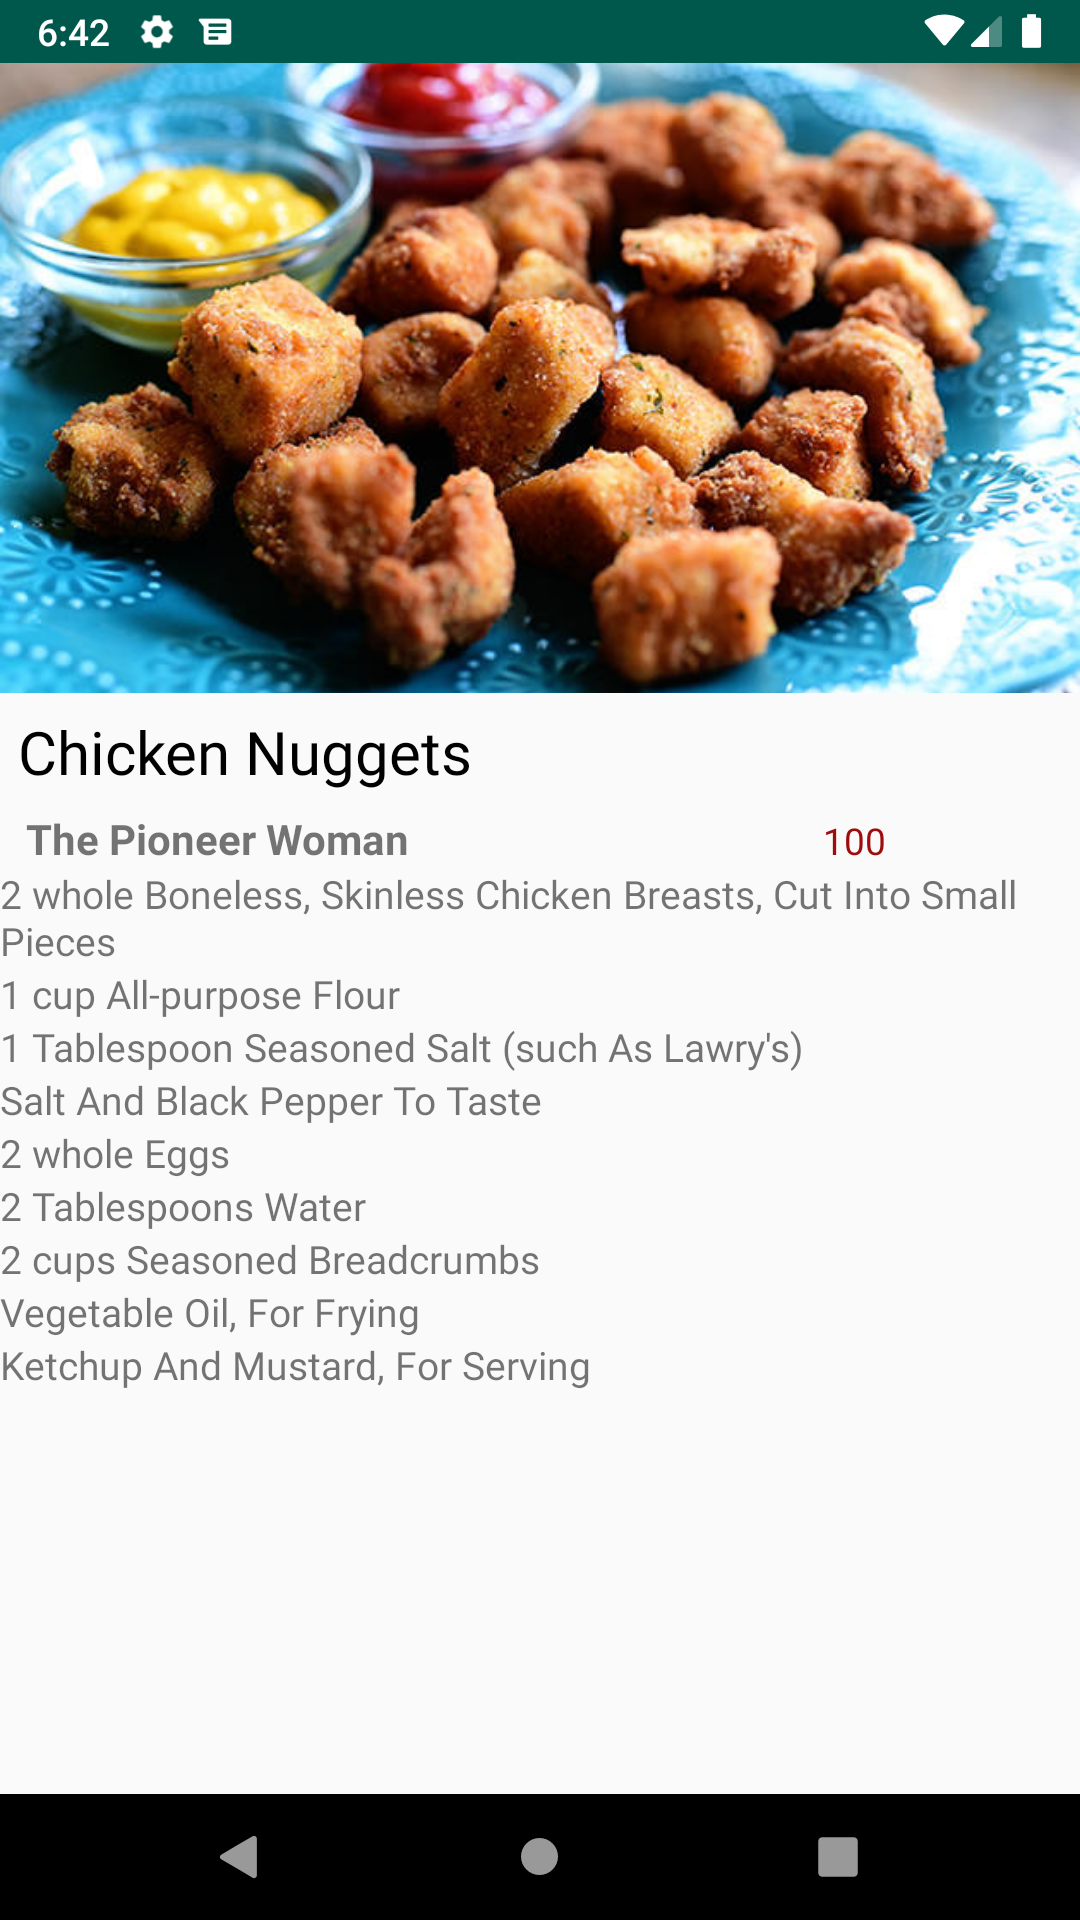 6:42
Chicken Nuggets
The Pioneer Woman 100
2 whole Boneless, Skinless Chicken Breasts, Cut Into Small
Pieces
1 cup All-purpose Flour
1 Tablespoon Seasoned Salt (such As Lawry's)
Salt And Black Pepper To Taste
2 whole Eggs
2 Tablespoons Water
2 cups Seasoned Breadcrumbs
Vegetable Oil, For Frying
Ketchup And Mustard, For Serving